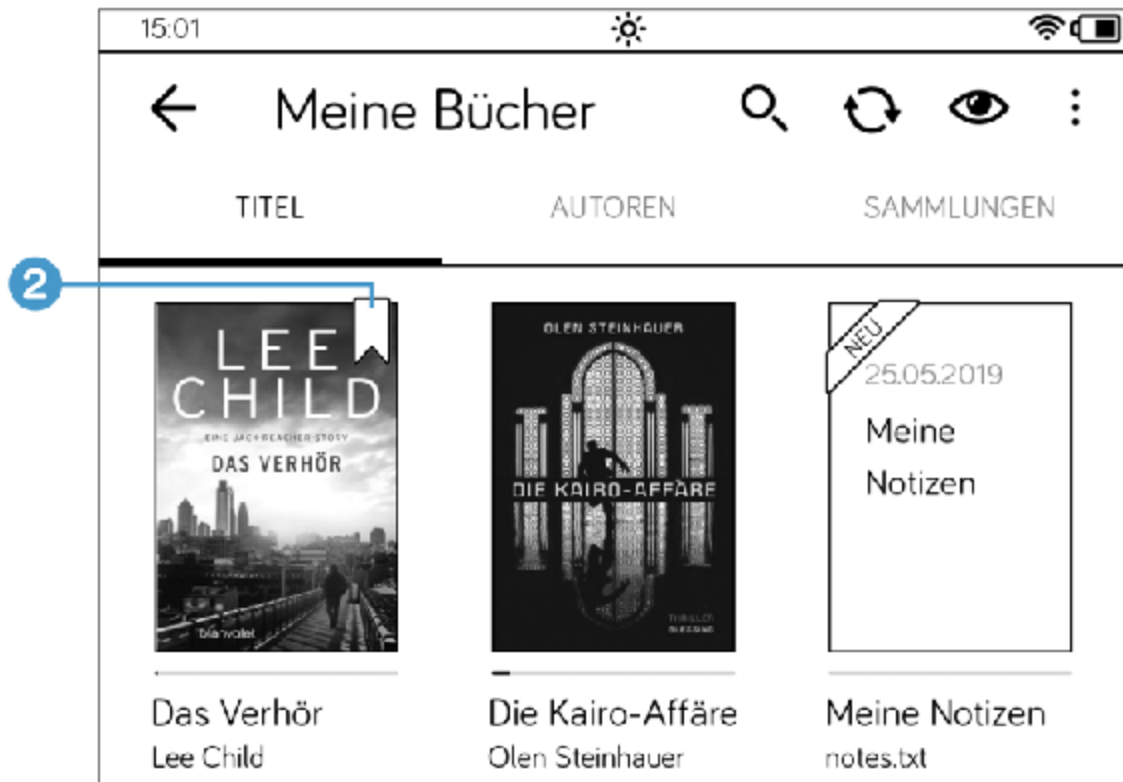 15:01
Meine Bücher
TITEL
AUTOREN
SAMMLUNGEN
2
LEE
CHILD
EINE JACK-REACHER-STORY
DAS VERHÖR
blanvalet
OLEN STEINHAUER
DIE KAIRO-AFFÄRE
THRILLER
BLESSING
NEU
25.05.2019
Meine
Notizen
Das Verhör
Lee Child
Die Kairo-Affäre
Olen Steinhauer
Meine Notizen
notes.txt